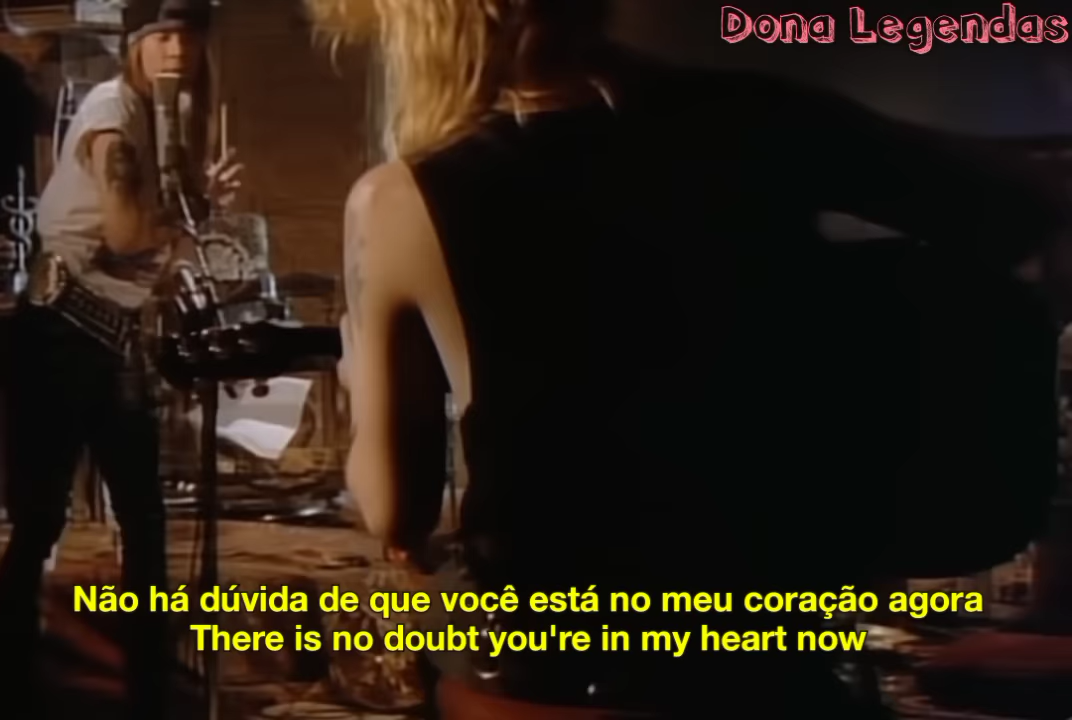 Dona Legendas
Não há dúvida de que você está no meu coração agora
There is no doubt you're in my heart now